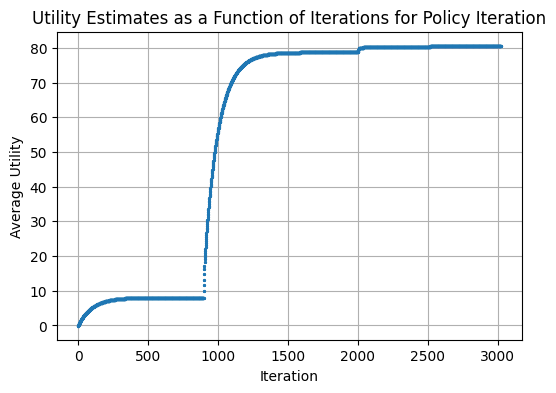 Utility Estimates as a Function of Iterations for Policy Iteration
80
70
60
50
40
30
20
10
0
Average Utility
0 500 1000 1500 2000 2500 3000
Iteration